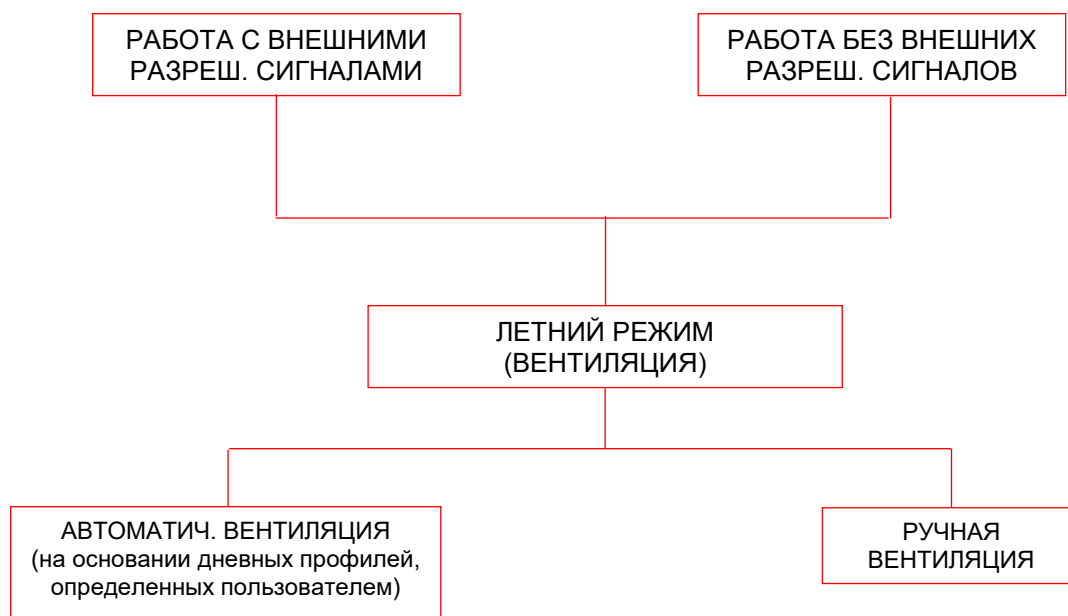 РАБОТА С ВНЕШНИМИ
РАЗРЕШ. СИГНАЛАМИ
РАБОТА БЕЗ ВНЕШНИХ
РАЗРЕШ. СИГНАЛОВ
ЛЕТНИЙ РЕЖИМ
(ВЕНТИЛЯЦИЯ)
АВТОМАТИЧ. ВЕНТИЛЯЦИЯ
(на основании дневных профилей,
определенных пользователем)
РУЧНАЯ
ВЕНТИЛЯЦИЯ